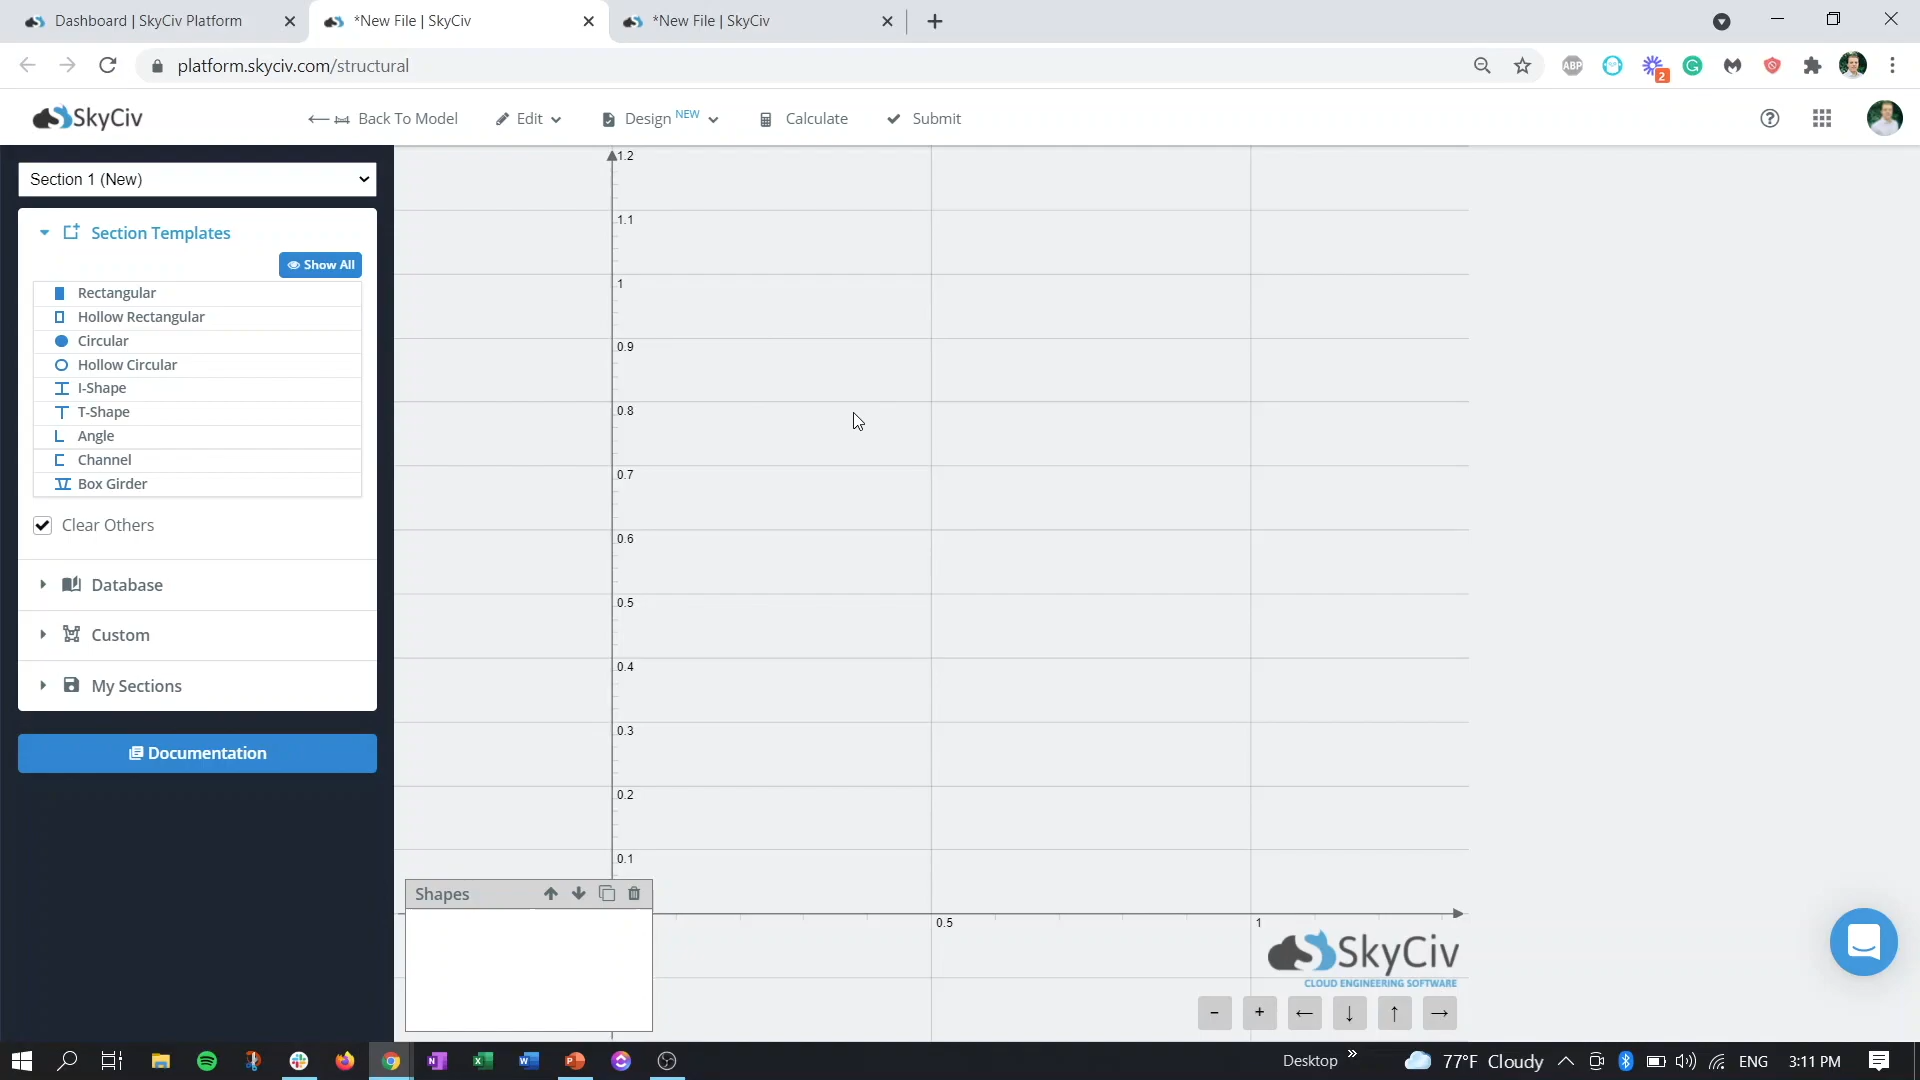 Dashboard | SkyCiv Platform
*New File | SkyCiv
*New File | SkyCiv
platform.skyciv.com/structural
ABP
2
SkyCiv
Back To Model
Edit
Design NEW
Calculate
Submit
Section 1 (New)
Section Templates
Show All
Rectangular
Hollow Rectangular
Circular
Hollow Circular
I-Shape
T-Shape
Angle
Channel
Box Girder
Clear Others
Database
Custom
My Sections
Documentation
1.2
1.1
1
0.9
0.8
0.7
0.6
0.5
0.4
0.3
0.2
0.1
Shapes
0.5
1
SkyCiv
CLOUD ENGINEERING SOFTWARE
Desktop
77°F Cloudy
ENG
3:11 PM